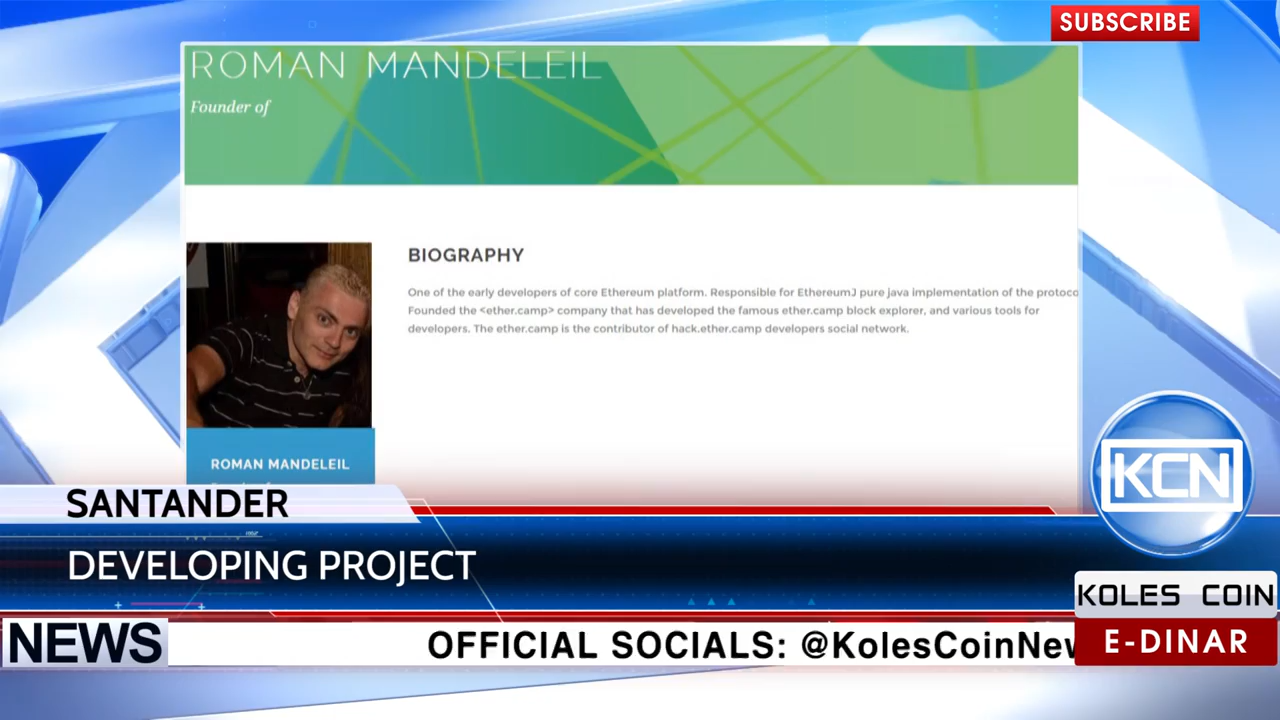 SUBSCRIBE
ROMAN MANDELEIL
Founder of
BIOGRAPHY
One of the early developers of core Ethereum platform. Responsible for EthereumJ pure java implementation of the protoco
Founded the <ether.camp> company that has developed the famous ether.camp block explorer, and various tools for
developers. The ether.camp is the contributor of hack.ether.camp developers social network.
ROMAN MANDELEIL
SANTANDER
DEVELOPING PROJECT
KCN
KOLES COIN
NEWS
OFFICIAL SOCIALS: @KolesCoinNew
E-DINAR